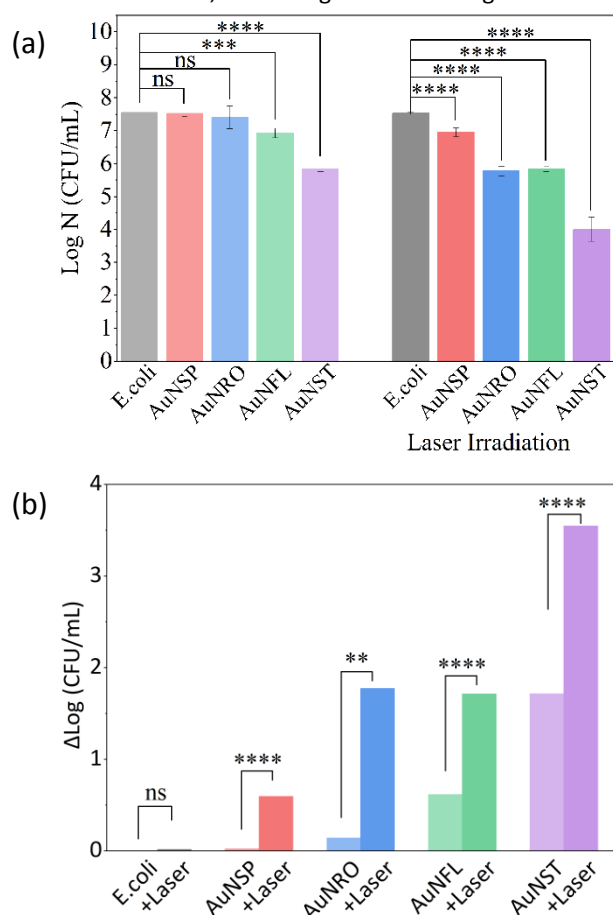 (a)
****
***
ns
ns
****
****
****
****
Log N (CFU/mL)
10
9
8
7
6
5
4
3
2
1
0
E.coli
AuNSP
AuNRO
AuNFL
AuNST
E.coli
AuNSP
AuNRO
AuNFL
AuNST
Laser Irradiation
(b)
ΔLog (CFU/mL)
4
3
2
1
0
ns
****
**
****
****
E.coli
+Laser
AuNSP
+Laser
AuNRO
+Laser
AuNFL
+Laser
AuNST
+Laser